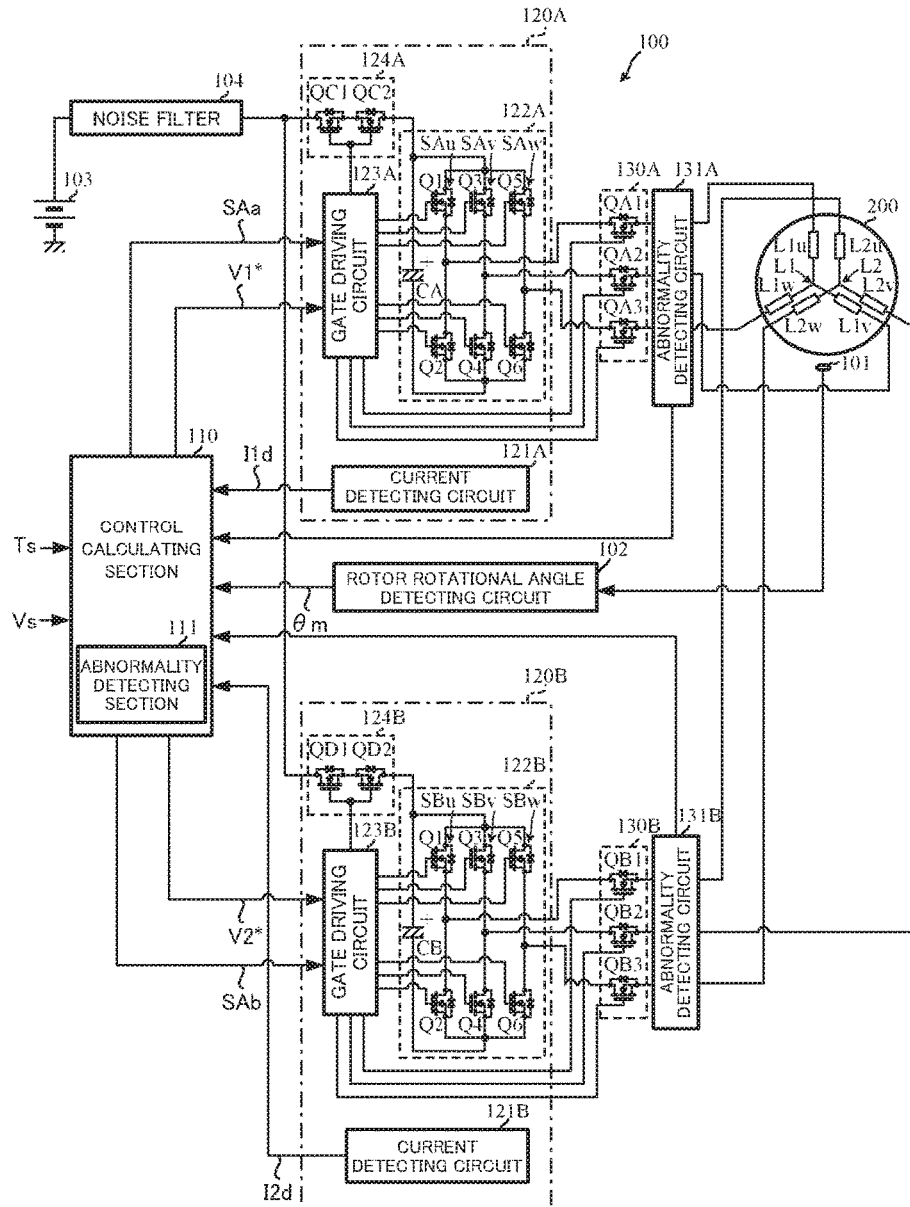 120A
100
124A
104
QC1 QC2
NOISE FILTER
122A
SAu SAv SAw
103
123A
Q1 Q3 Q5
130A
131A
SAa
QA1
200
V1*
GATE DRIVING CIRCUIT
CA
QA2
QA3
ABNORMALITY DETECTING CIRCUIT
L1u
L2u
L1
L2
L1w
L2v
L2w
L1v
Q2 Q4 Q6
101
110
I1d
121A
CURRENT
DETECTING CIRCUIT
CONTROL
CALCULATING
SECTION
Ts
102
ROTOR ROTATIONAL ANGLE
DETECTING CIRCUIT
θm
Vs
111
ABNORMALITY
DETECTING
SECTION
120B
124B
QD1 QD2
122B
SBu SBv SBw
123B
Q1 Q3 Q5
130B
131B
QB1
V2*
GATE DRIVING CIRCUIT
CB
QB2
QB3
ABNORMALITY DETECTING CIRCUIT
SAb
Q2 Q4 Q6
121B
CURRENT
DETECTING CIRCUIT
I2d